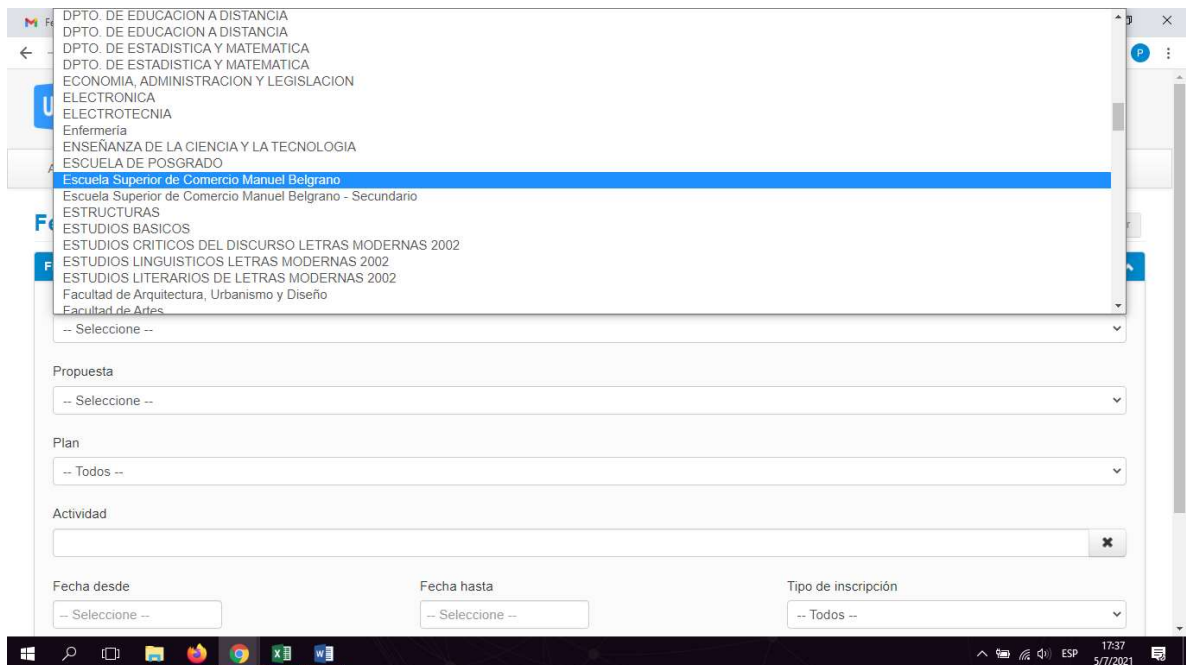 DPTO. DE EDUCACION A DISTANCIA
DPTO. DE EDUCACION A DISTANCIA
DPTO. DE ESTADISTICA Y MATEMATICA
DPTO. DE ESTADISTICA Y MATEMATICA
ECONOMIA, ADMINISTRACION Y LEGISLACION
ELECTRONICA
ELECTROTECNIA
Enfermería
ENSEÑANZA DE LA CIENCIA Y LA TECNOLOGIA
ESCUELA DE POSGRADO
Escuela Superior de Comercio Manuel Belgrano
Escuela Superior de Comercio Manuel Belgrano - Secundario
ESTRUCTURAS
ESTUDIOS BASICOS
ESTUDIOS CRITICOS DEL DISCURSO LETRAS MODERNAS 2002
ESTUDIOS LINGUISTICOS LETRAS MODERNAS 2002
ESTUDIOS LITERARIOS DE LETRAS MODERNAS 2002
Facultad de Arquitectura, Urbanismo y Diseño
Facultad de Artes
-- Seleccione --
Propuesta
-- Seleccione --
Plan
-- Todos --
Actividad
Fecha desde Fecha hasta Tipo de inscripción
-- Seleccione -- -- Seleccione -- -- Todos --
ESP 17:37
5/7/2021